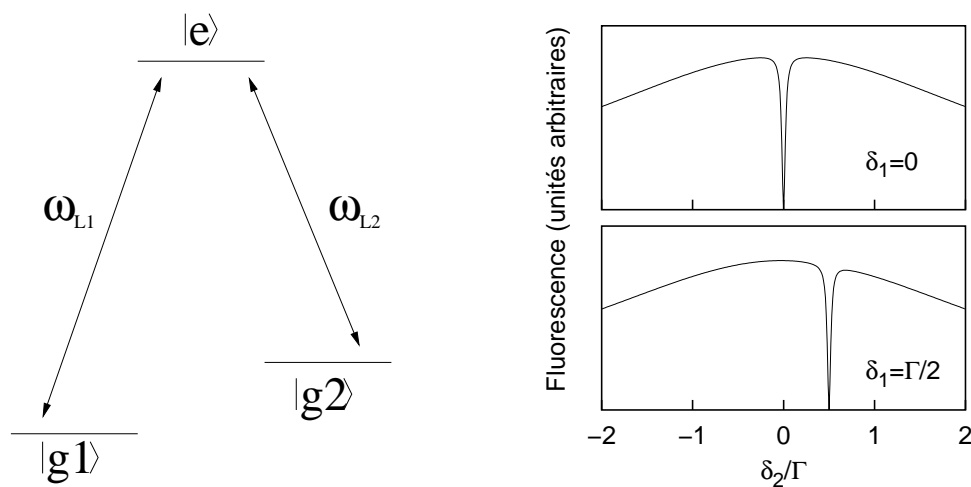 |e⟩
ω_L1
ω_L2
|g2⟩
|g1⟩
Fluorescence (unités arbitraires)
δ₁=0
δ₁=Γ/2
−2 −1 0 1 2
δ₂/Γ